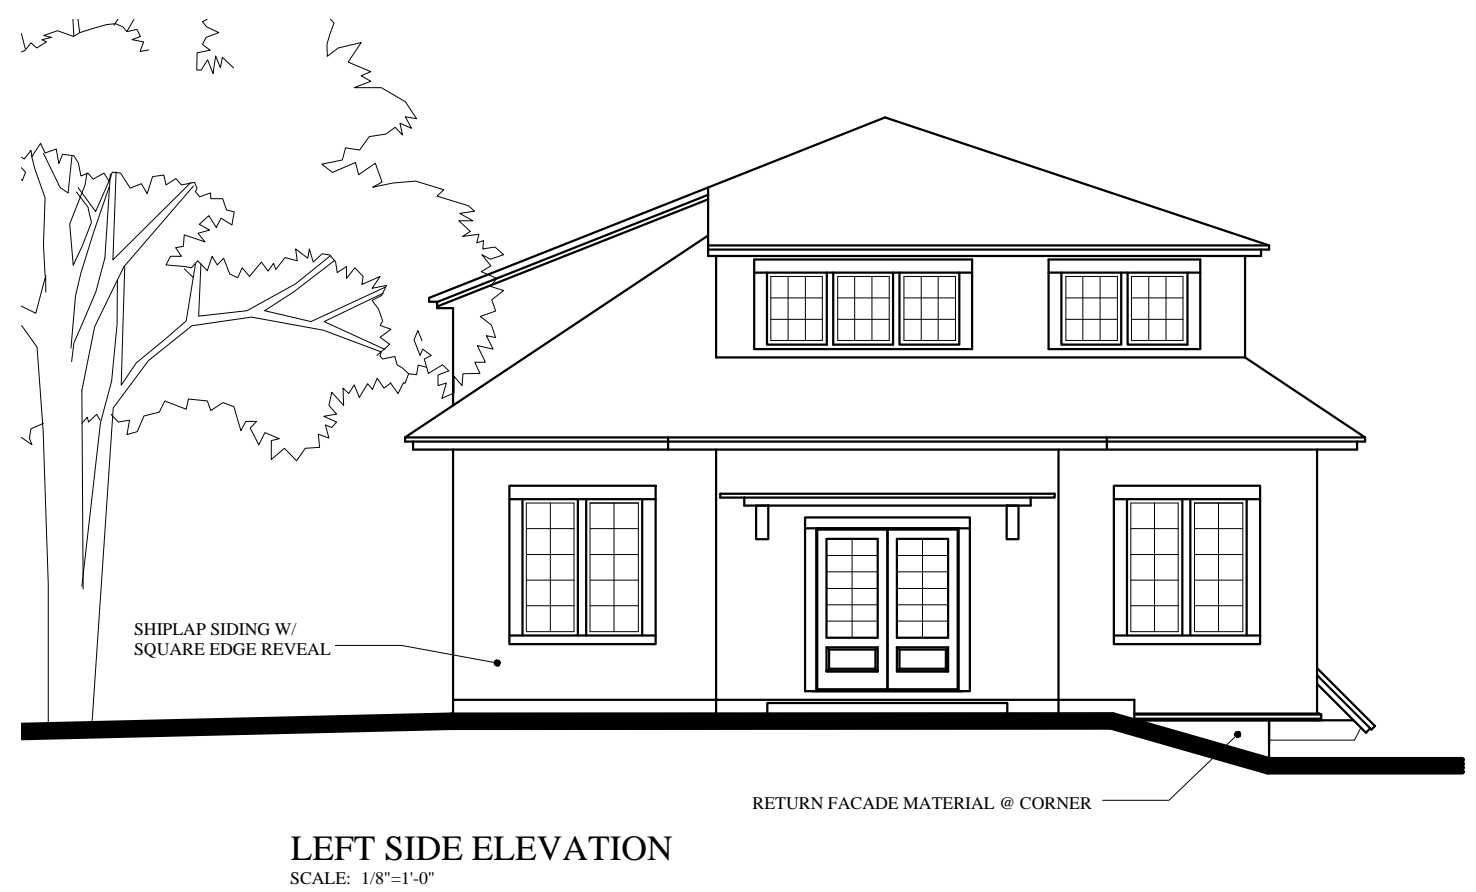 SHIPLAP SIDING W/
SQUARE EDGE REVEAL
RETURN FACADE MATERIAL @ CORNER
LEFT SIDE ELEVATION
SCALE: 1/8"=1'-0"